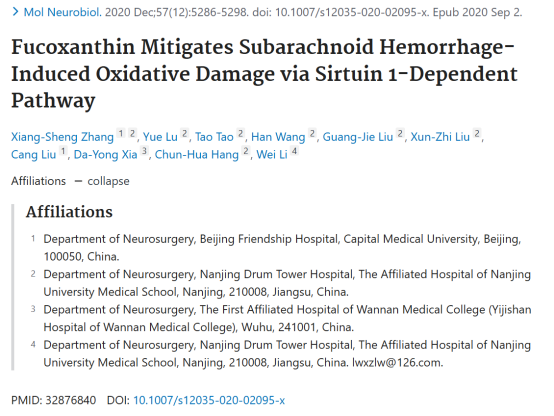 > Mol Neurobiol. 2020 Dec;57(12):5286-5298. doi: 10.1007/s12035-020-02095-x. Epub 2020 Sep 2.
Fucoxanthin Mitigates Subarachnoid Hemorrhage-
Induced Oxidative Damage via Sirtuin 1-Dependent
Pathway
Xiang-Sheng Zhang 1 2, Yue Lu 2, Tao Tao 2, Han Wang 2, Guang-Jie Liu 2, Xun-Zhi Liu 2,
Cang Liu 1, Da-Yong Xia 3, Chun-Hua Hang 2, Wei Li 4
Affiliations − collapse
Affiliations
1 Department of Neurosurgery, Beijing Friendship Hospital, Capital Medical University, Beijing,
100050, China.
2 Department of Neurosurgery, Nanjing Drum Tower Hospital, The Affiliated Hospital of Nanjing
University Medical School, Nanjing, 210008, Jiangsu, China.
3 Department of Neurosurgery, The First Affiliated Hospital of Wannan Medical College (Yijishan
Hospital of Wannan Medical College), Wuhu, 241001, China.
4 Department of Neurosurgery, Nanjing Drum Tower Hospital, The Affiliated Hospital of Nanjing
University Medical School, Nanjing, 210008, Jiangsu, China. lwxzlw@126.com.
PMID: 32876840 DOI: 10.1007/s12035-020-02095-x